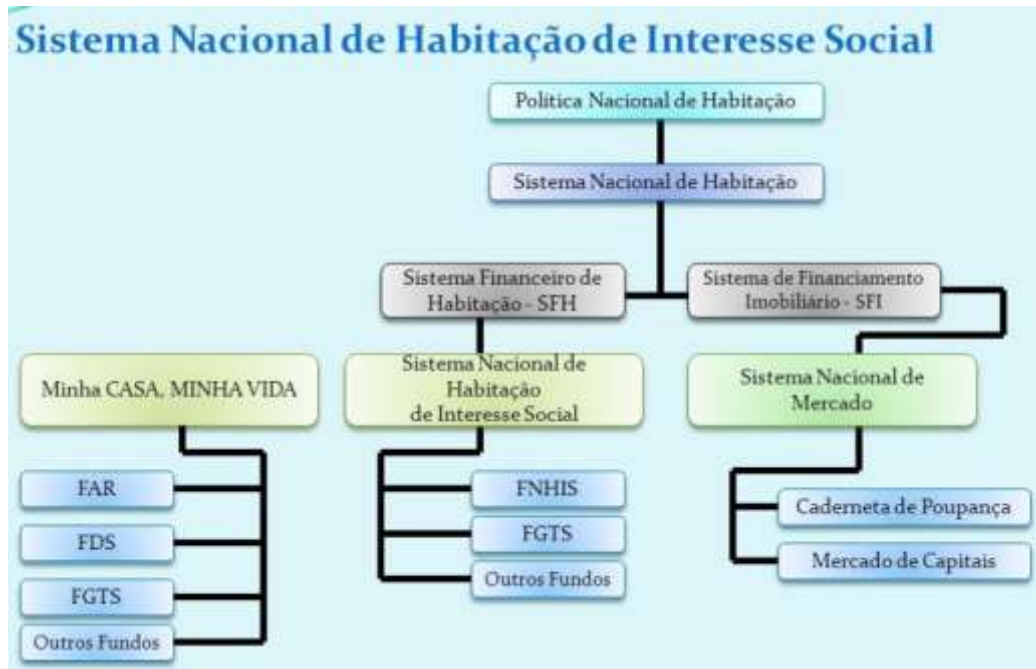 Sistema Nacional de Habitação de Interesse Social
Política Nacional de Habitação
Sistema Nacional de Habitação
Sistema Financeiro de
Habitação - SFH
Sistema de Financiamento
Imobiliário - SFI
Minha CASA, MINHA VIDA
Sistema Nacional de
Habitação
de Interesse Social
Sistema Nacional de
Mercado
FAR
FDS
FGTS
Outros Fundos
FNHIS
FGTS
Outros Fundos
Caderneta de Poupança
Mercado de Capitais